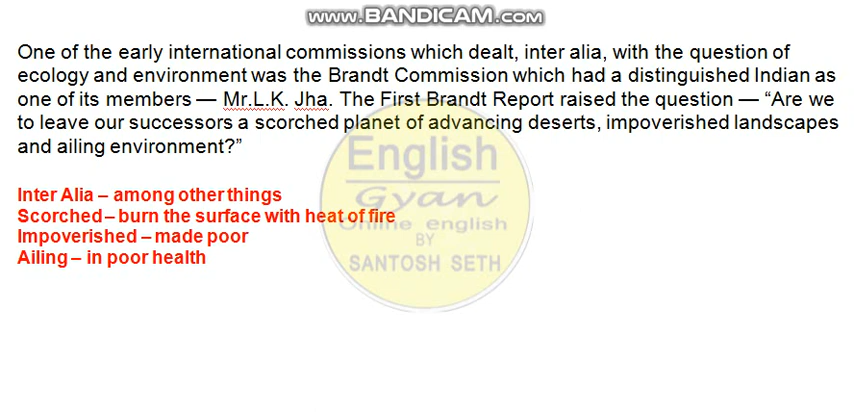 www.BANDICAM.com
One of the early international commissions which dealt, inter alia, with the question of
ecology and environment was the Brandt Commission which had a distinguished Indian as
one of its members — Mr.L.K. Jha. The First Brandt Report raised the question — “Are we
to leave our successors a scorched planet of advancing deserts, impoverished landscapes
and ailing environment?”
Inter Alia – among other things
Scorched – burn the surface with heat of fire
Impoverished – made poor
Ailing – in poor health
English
Gyan
Online english
BY
SANTOSH SETH